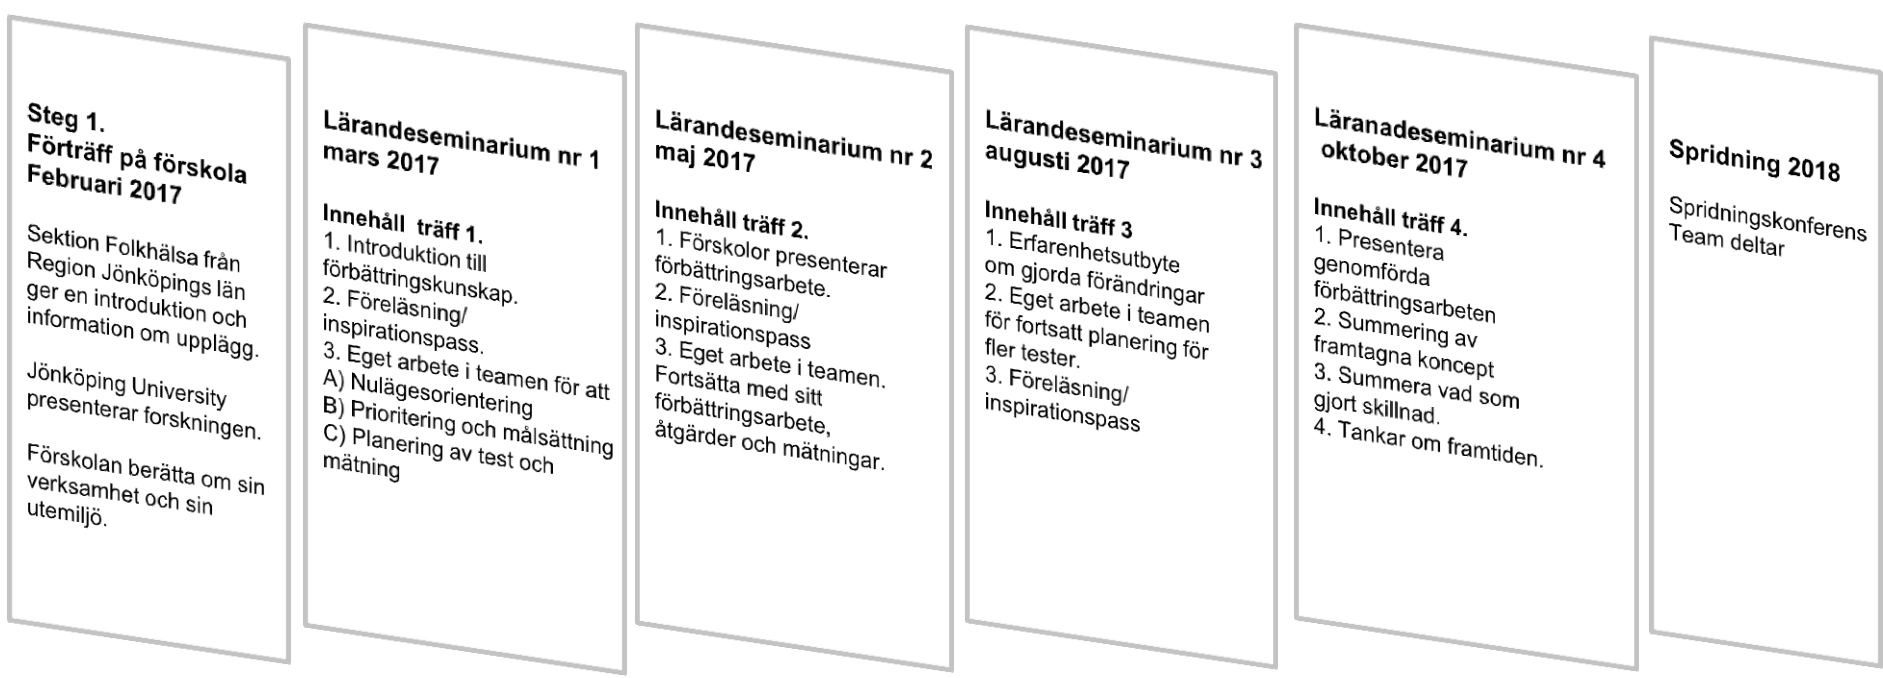 Steg 1.
Förträff på förskola
Februari 2017
Sektion Folkhälsa från
Region Jönköpings län
ger en introduktion och
information om upplägg.
Jönköping University
presenterar forskningen.
Förskolan berätta om sin
verksamhet och sin
utemiljö.
Lärandeseminarium nr 1
mars 2017
Innehåll träff 1.
1. Introduktion till
förbättringskunskap.
2. Föreläsning/
inspirationspass.
3. Eget arbete i teamen för att
A) Nulägesorientering
B) Prioritering och målsättning
C) Planering av test och
mätning
Lärandeseminarium nr 2
maj 2017
Innehåll träff 2.
1. Förskolor presenterar
förbättringsarbete.
2. Föreläsning/
inspirationspass
3. Eget arbete i teamen.
Fortsätta med sitt
förbättringsarbete,
åtgärder och mätningar.
Lärandeseminarium nr 3
augusti 2017
Innehåll träff 3
1. Erfarenhetsutbyte
om gjorda förändringar
2. Eget arbete i teamen
för fortsatt planering för
fler tester.
3. Föreläsning/
inspirationspass
Läranadeseminarium nr 4
oktober 2017
Innehåll träff 4.
1. Presentera
genomförda
förbättringsarbeten
2. Summering av
framtagna koncept
3. Summera vad som
gjort skillnad.
4. Tankar om framtiden.
Spridning 2018
Spridningskonferens
Team deltar